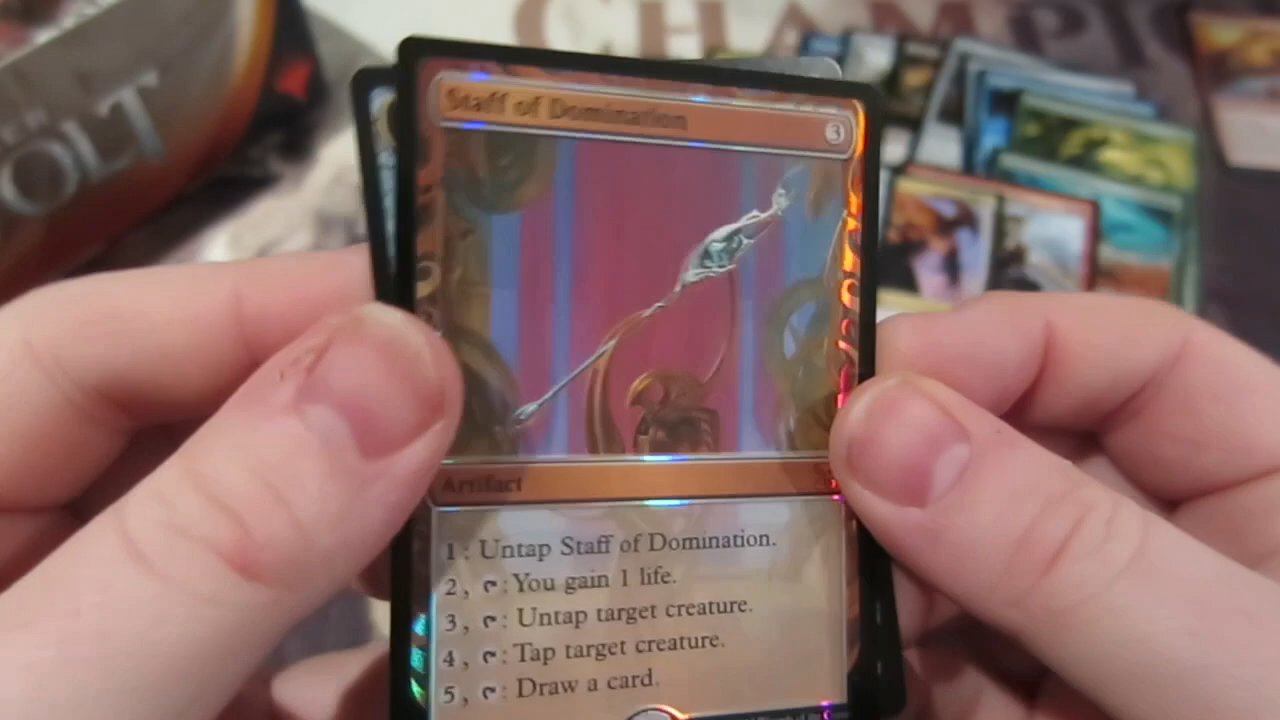 CHAMPIO
OLT
Staff of Domination 3
Artifact
1: Untap Staff of Domination.
2, : You gain 1 life.
3, : Untap target creature.
4, : Tap target creature.
5, : Draw a card.